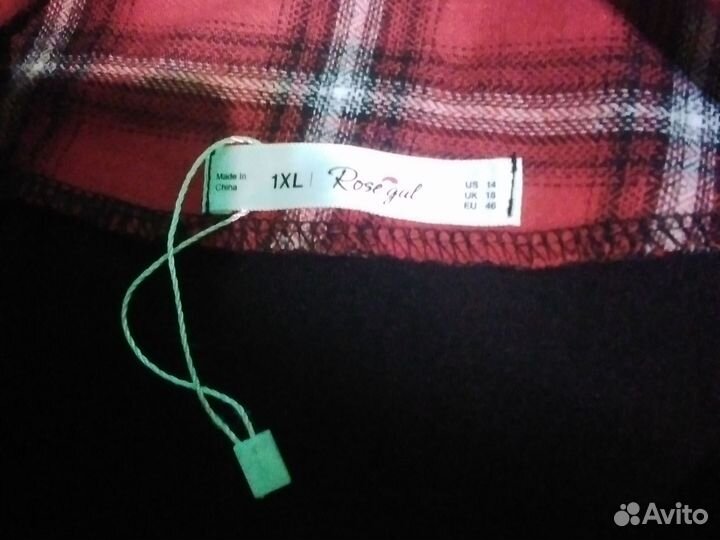 Made In
China
1XL
Rosegal
US 14
UK 18
EU 46
Avito